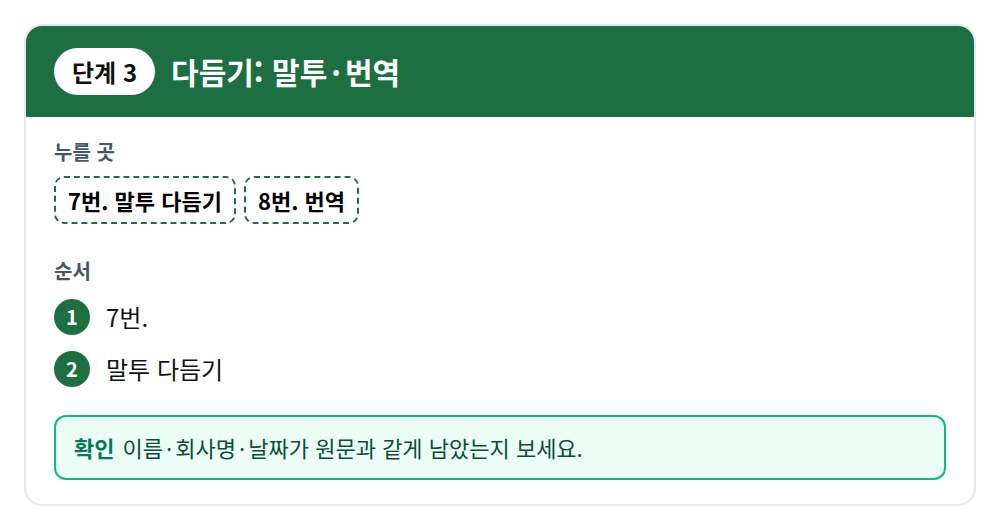 단계 3 다듬기: 말투·번역
누를 곳
7번. 말투 다듬기 8번. 번역
순서
1 7번.
2 말투 다듬기
확인 이름·회사명·날짜가 원문과 같게 남았는지 보세요.